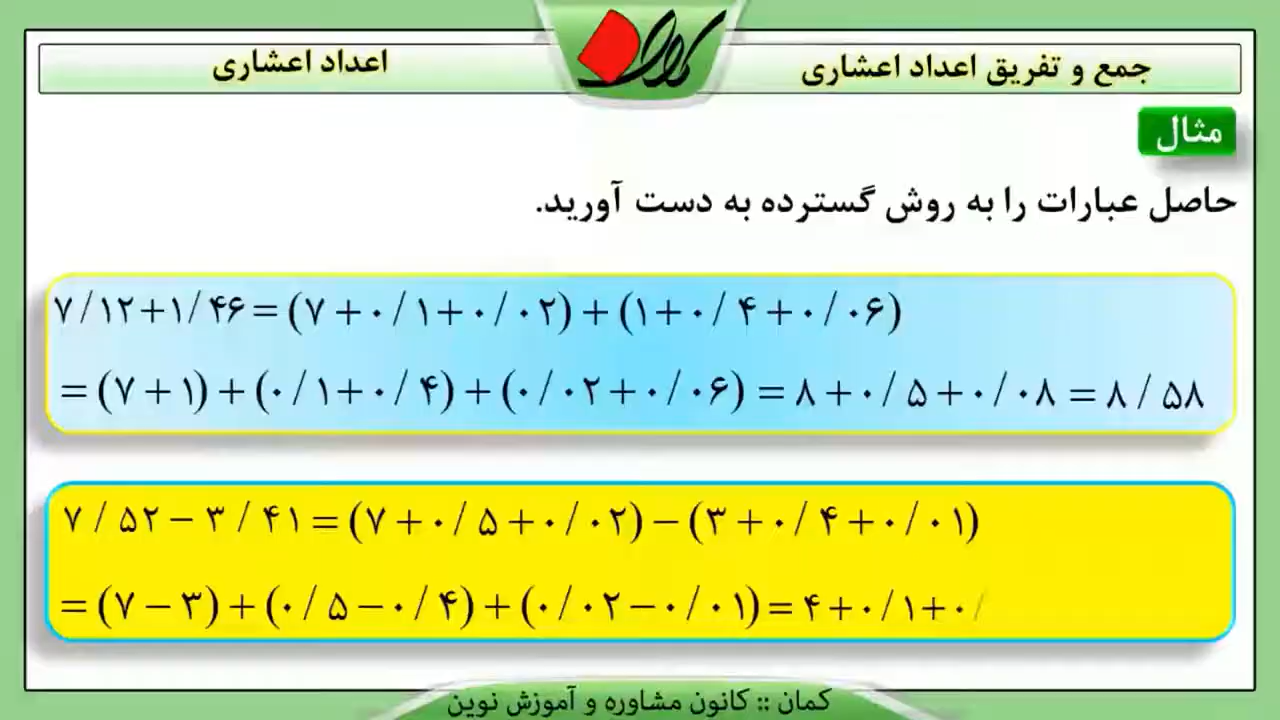 جمع و تفریق اعداد اعشاری
کمان
اعداد اعشاری
مثال
حاصل عبارات را به روش گسترده به دست آورید.
۷/۱۲+۱/۴۶=(۷+۰/۱+۰/۰۲)+(۱+۰/۴+۰/۰۶)
=(۷+۱)+(۰/۱+۰/۴)+(۰/۰۲+۰/۰۶)=۸+۰/۵+۰/۰۸=۸/۵۸
۷/۵۲−۳/۴۱=(۷+۰/۵+۰/۰۲)−(۳+۰/۴+۰/۰۱)
=(۷−۳)+(۰/۵−۰/۴)+(۰/۰۲−۰/۰۱)=۴+۰/۱+۰/
کمان :: کانون مشاوره و آموزش نوین